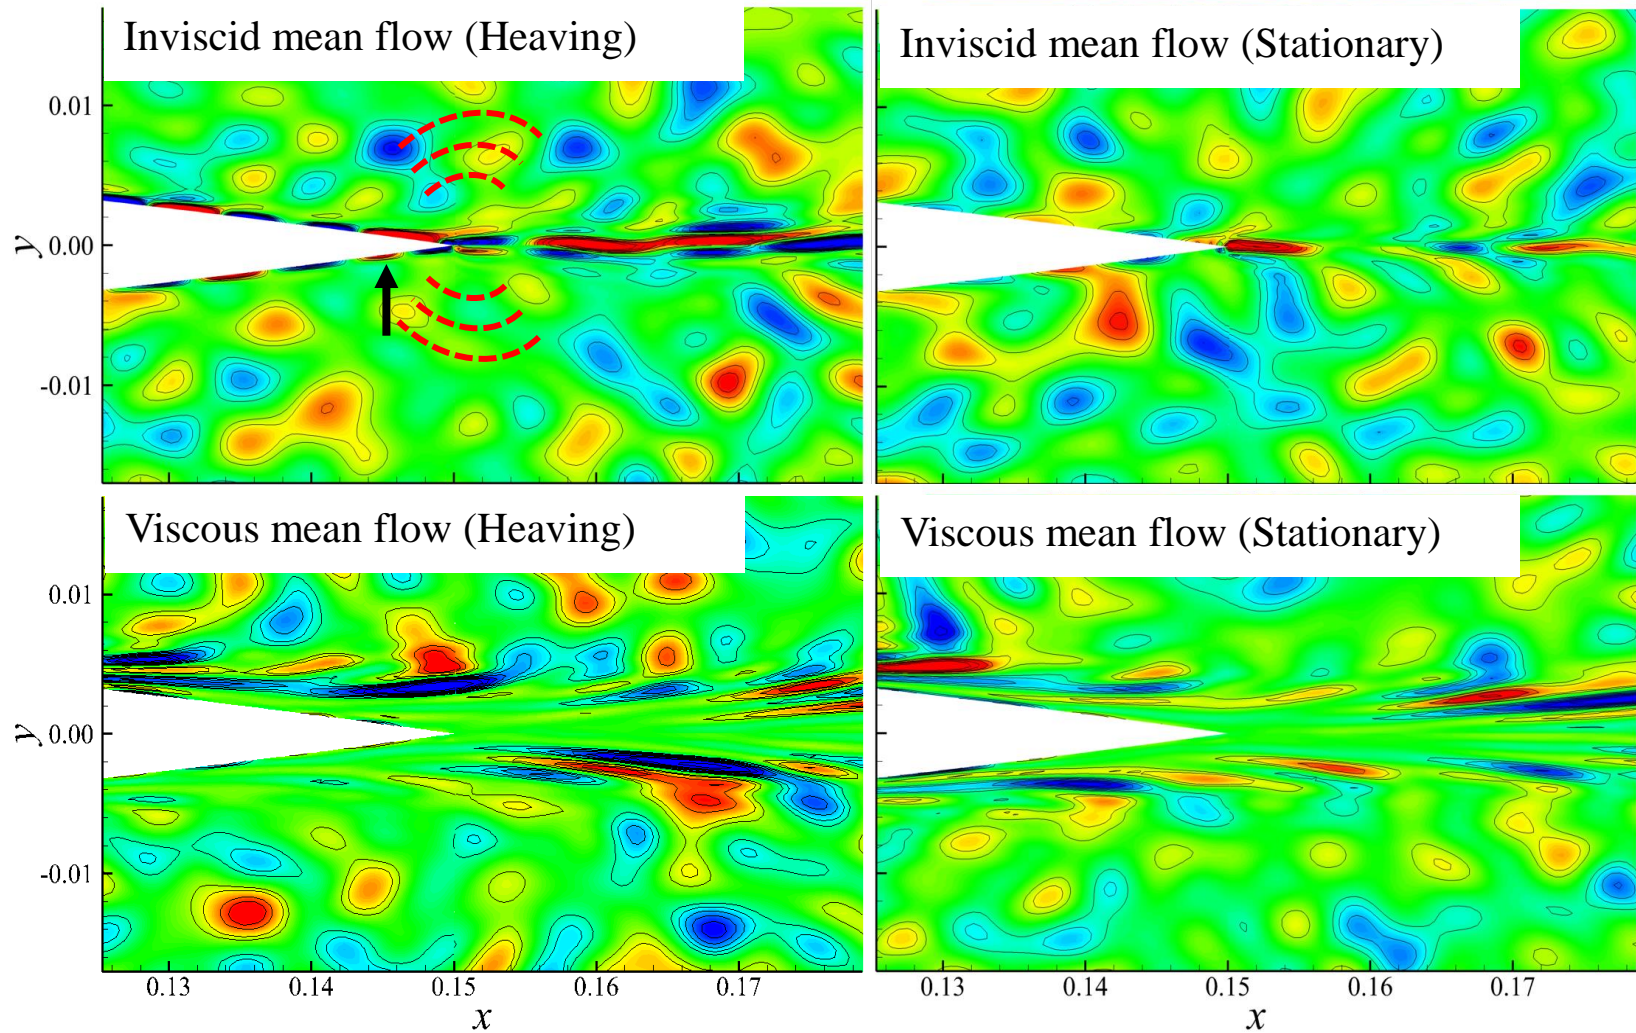 Inviscid mean flow (Heaving)
Inviscid mean flow (Stationary)
0.01
0.00
-0.01
y
Viscous mean flow (Heaving)
Viscous mean flow (Stationary)
0.01
0.00
-0.01
y
0.13 0.14 0.15 0.16 0.17
0.13 0.14 0.15 0.16 0.17
x
x